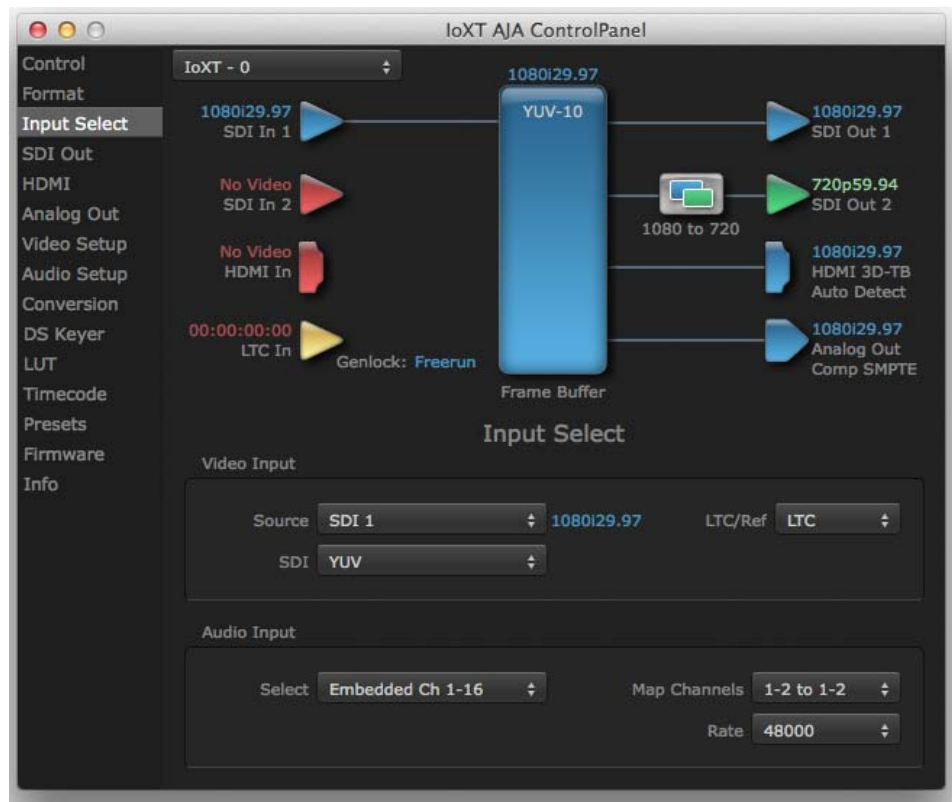 IoXT AJA ControlPanel
Control
Format
Input Select
SDI Out
HDMI
Analog Out
Video Setup
Audio Setup
Conversion
DS Keyer
LUT
Timecode
Presets
Firmware
Info
IoXT - 0
1080i29.97
SDI In 1
No Video
SDI In 2
No Video
HDMI In
00:00:00:00
LTC In
Genlock: Freerun
1080i29.97
YUV-10
Frame Buffer
1080 to 720
1080i29.97
SDI Out 1
720p59.94
SDI Out 2
1080i29.97
HDMI 3D-TB
Auto Detect
1080i29.97
Analog Out
Comp SMPTE
Input Select
Video Input
Source SDI 1 1080i29.97 LTC/Ref LTC
SDI YUV
Audio Input
Select Embedded Ch 1-16 Map Channels 1-2 to 1-2
Rate 48000